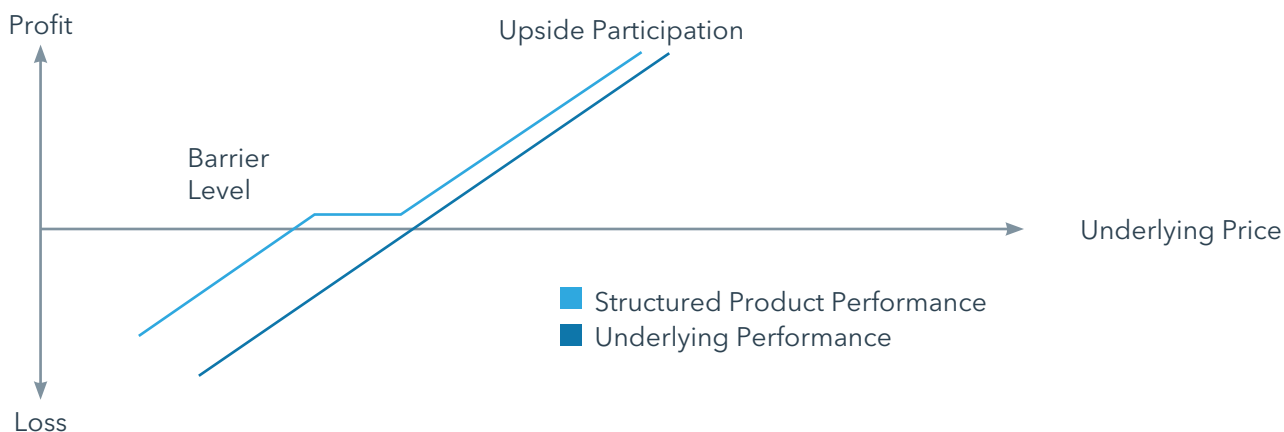 Profit
Upside Participation
Barrier
Level
Underlying Price
Structured Product Performance
Underlying Performance
Loss